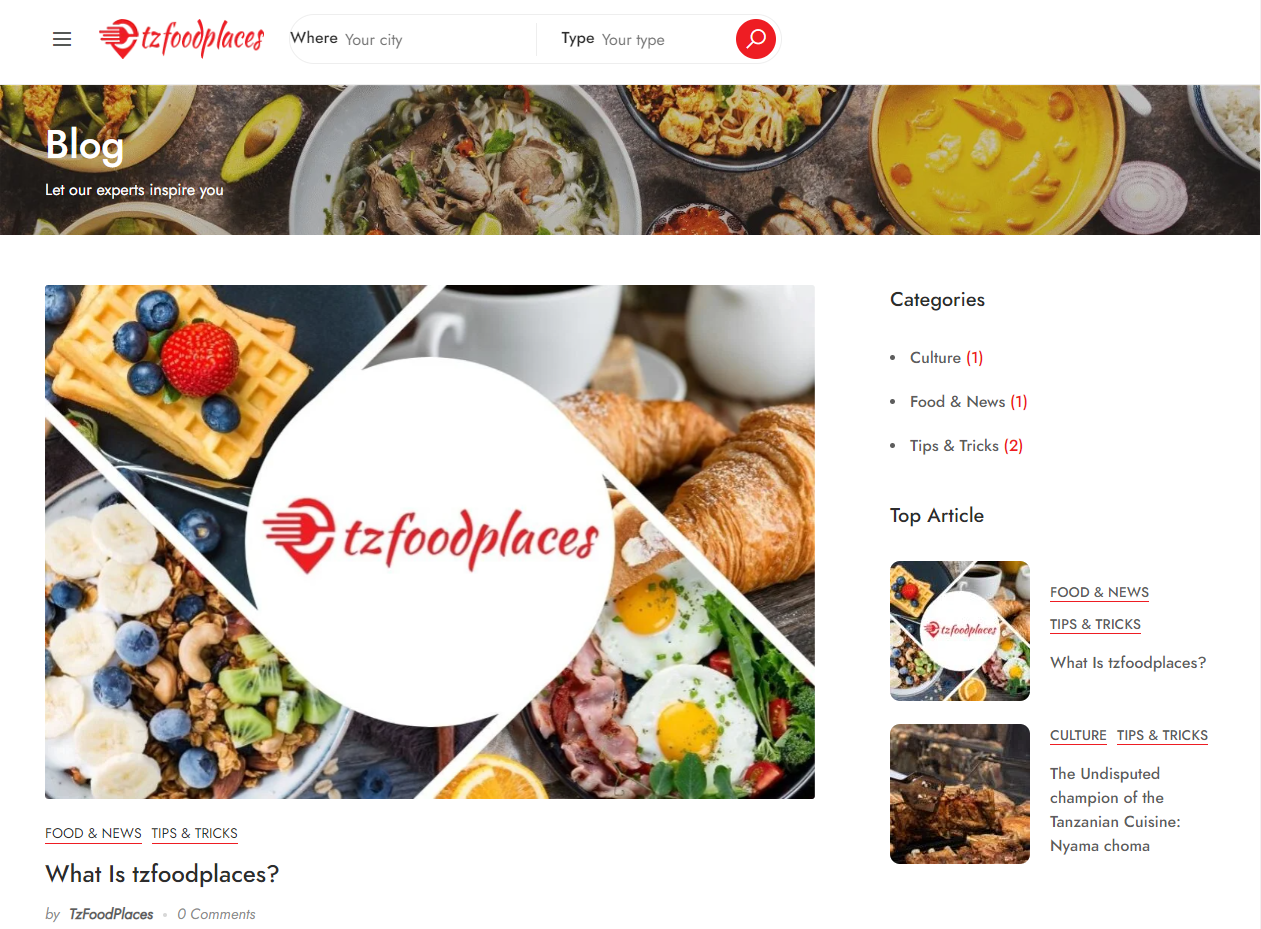 tzfoodplaces
Where Your city
Type Your type
Blog
Let our experts inspire you
tzfoodplaces
FOOD & NEWS TIPS & TRICKS
What Is tzfoodplaces?
by TzFoodPlaces • 0 Comments
Categories
• Culture (1)
• Food & News (1)
• Tips & Tricks (2)
Top Article
tzfoodplaces
FOOD & NEWS
TIPS & TRICKS
What Is tzfoodplaces?
CULTURE TIPS & TRICKS
The Undisputed
champion of the
Tanzanian Cuisine:
Nyama choma